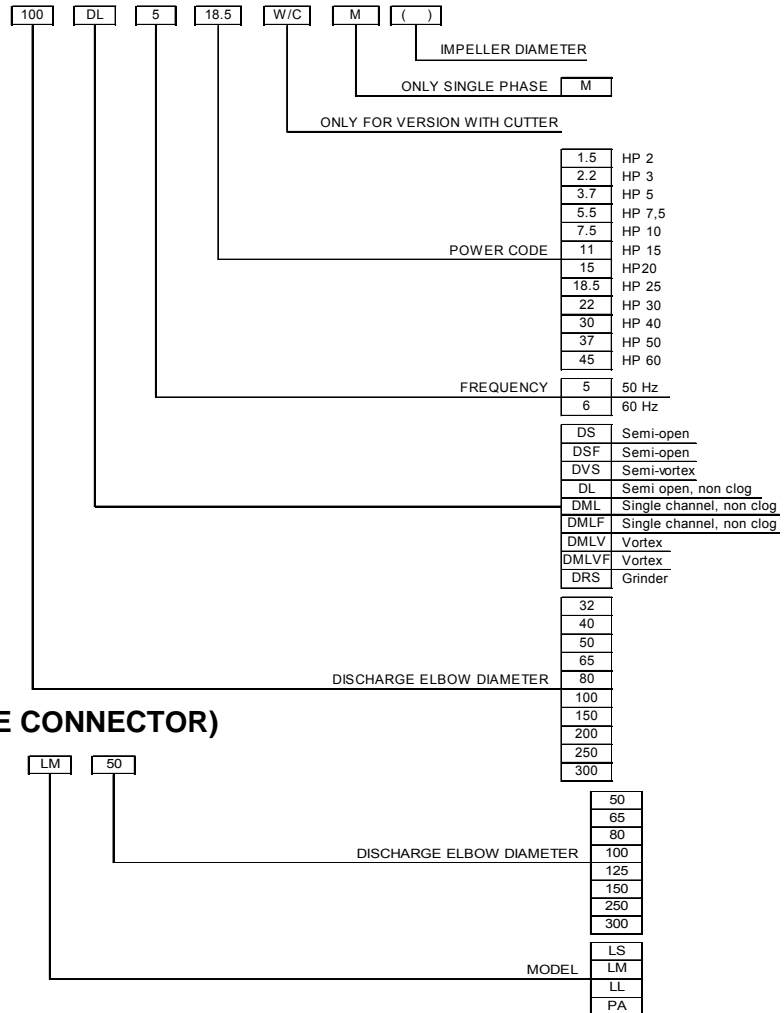 100 DL 5 18.5 W/C M ( )
IMPELLER DIAMETER
ONLY SINGLE PHASE M
ONLY FOR VERSION WITH CUTTER
1.5 HP 2
2.2 HP 3
3.7 HP 5
5.5 HP 7,5
7.5 HP 10
POWER CODE 11 HP 15
15 HP20
18.5 HP 25
22 HP 30
30 HP 40
37 HP 50
45 HP 60
FREQUENCY 5 50 Hz
6 60 Hz
DS Semi-open
DSF Semi-open
DVS Semi-vortex
DL Semi open, non clog
DML Single channel, non clog
DMLF Single channel, non clog
DMLV Vortex
DMLVF Vortex
DRS Grinder
32
40
50
65
DISCHARGE ELBOW DIAMETER 80
100
150
200
250
300
E CONNECTOR)
LM 50
50
65
80
DISCHARGE ELBOW DIAMETER 100
125
150
250
300
LS
MODEL LM
LL
PA